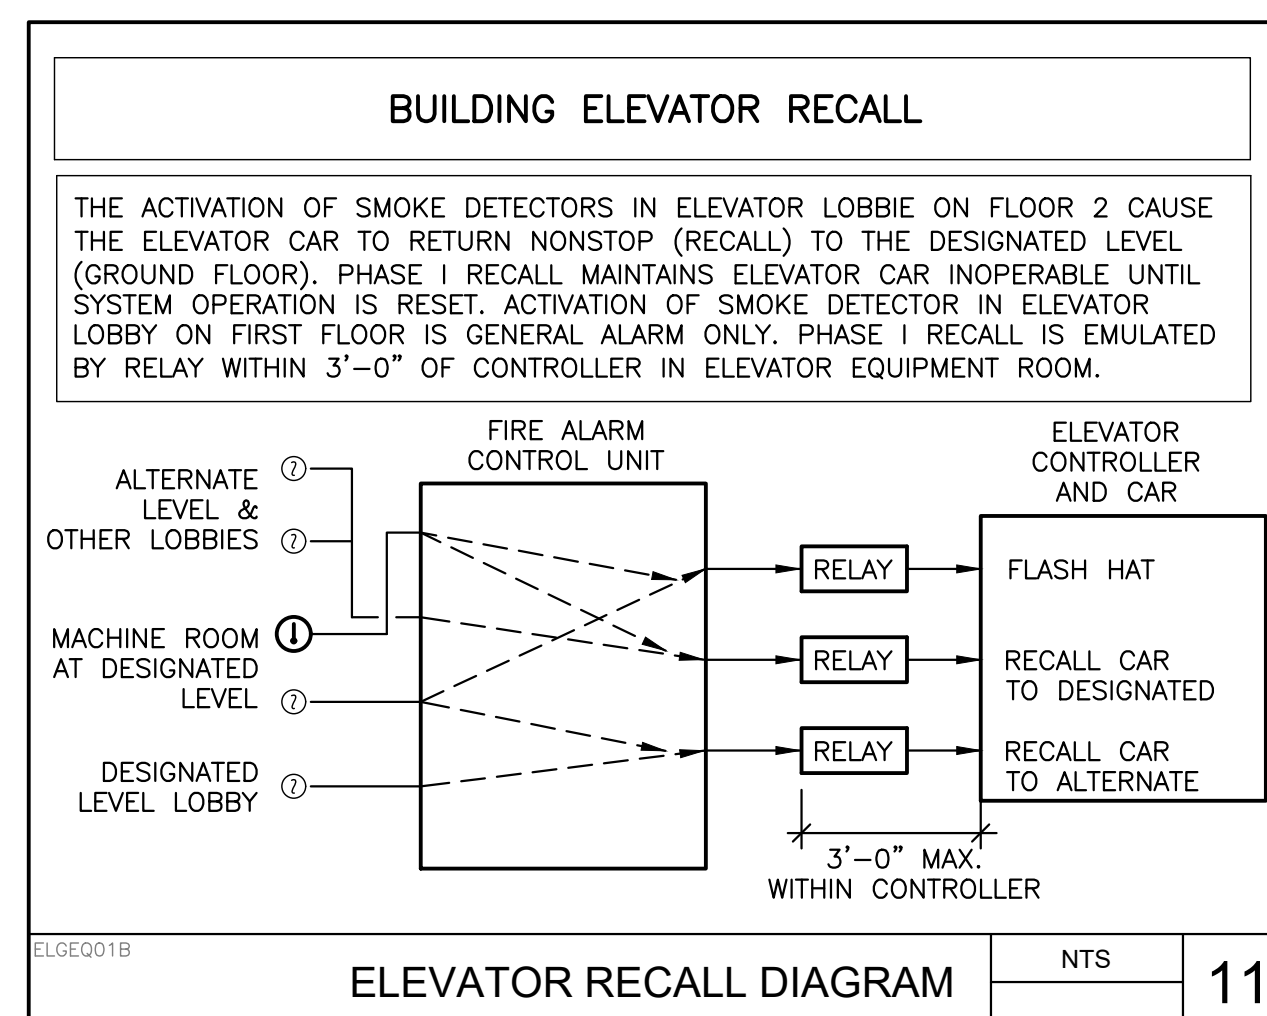 BUILDING ELEVATOR RECALL
THE ACTIVATION OF SMOKE DETECTORS IN ELEVATOR LOBBIE ON FLOOR 2 CAUSE
THE ELEVATOR CAR TO RETURN NONSTOP (RECALL) TO THE DESIGNATED LEVEL
(GROUND FLOOR). PHASE I RECALL MAINTAINS ELEVATOR CAR INOPERABLE UNTIL
SYSTEM OPERATION IS RESET. ACTIVATION OF SMOKE DETECTOR IN ELEVATOR
LOBBY ON FIRST FLOOR IS GENERAL ALARM ONLY. PHASE I RECALL IS EMULATED
BY RELAY WITHIN 3'-0" OF CONTROLLER IN ELEVATOR EQUIPMENT ROOM.
FIRE ALARM
CONTROL UNIT
ELEVATOR
CONTROLLER
AND CAR
ALTERNATE
LEVEL &
OTHER LOBBIES
MACHINE ROOM
AT DESIGNATED
LEVEL
DESIGNATED
LEVEL LOBBY
RELAY
FLASH HAT
RELAY
RECALL CAR
TO DESIGNATED
RELAY
RECALL CAR
TO ALTERNATE
3'-0" MAX.
WITHIN CONTROLLER
ELGEQ01B
ELEVATOR RECALL DIAGRAM
NTS
11